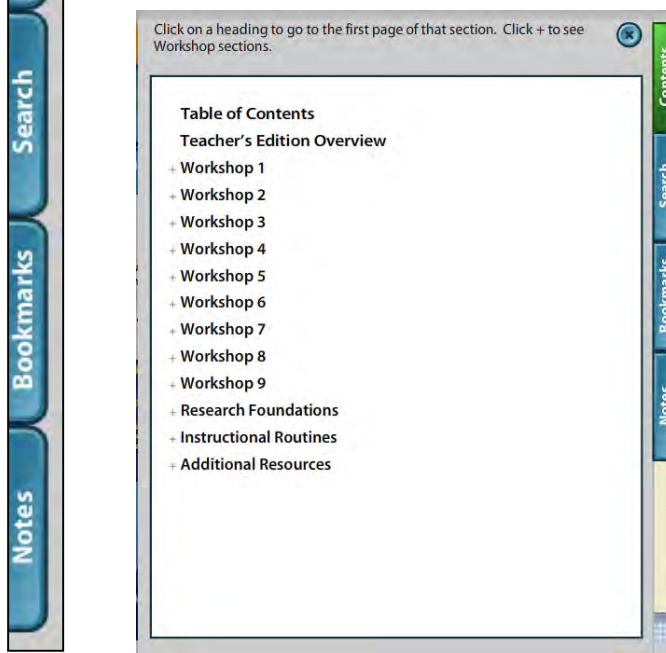 Search
Bookmarks
Notes
Click on a heading to go to the first page of that section. Click + to see
Workshop sections.
Table of Contents
Teacher's Edition Overview
+ Workshop 1
+ Workshop 2
+ Workshop 3
+ Workshop 4
+ Workshop 5
+ Workshop 6
+ Workshop 7
+ Workshop 8
+ Workshop 9
+ Research Foundations
+ Instructional Routines
+ Additional Resources
Contents
Search
Bookmarks
Notes